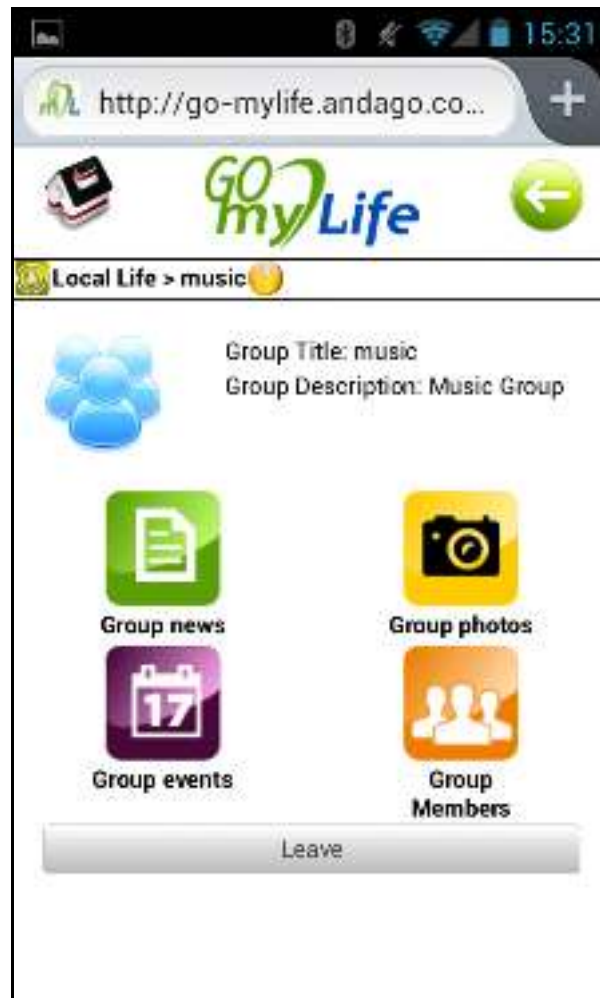 15:31
http://go-mylife.andago.co...
GO
my Life
Local Life > music
Group Title: music
Group Description: Music Group
Group news
Group photos
17
Group events
Group
Members
Leave